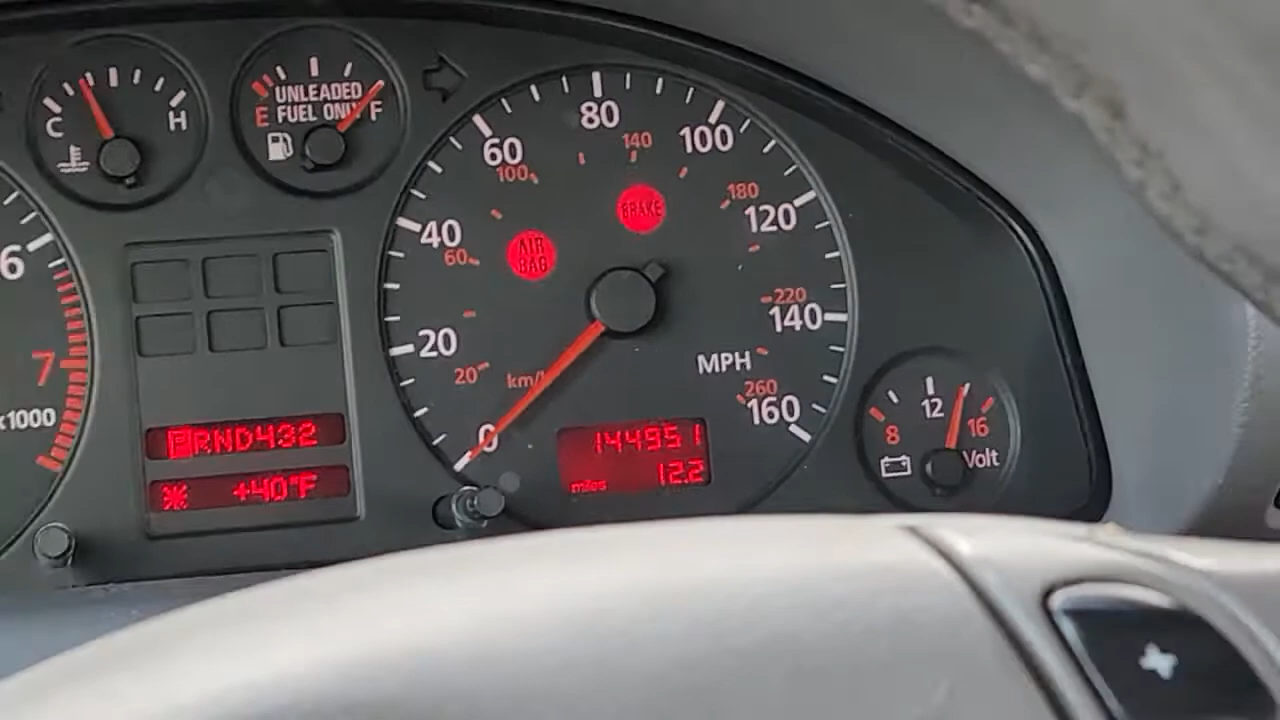 C
H
UNLEADED
FUEL ONLY
E
F
6
7
x1000
PRND432
+40°F
0
20
40
60
80
100
120
140
160
MPH
20
60
100
140
180
220
260
km/h
AIR
BAG
BRAKE
144951
miles 12.2
8
12
16
Volt